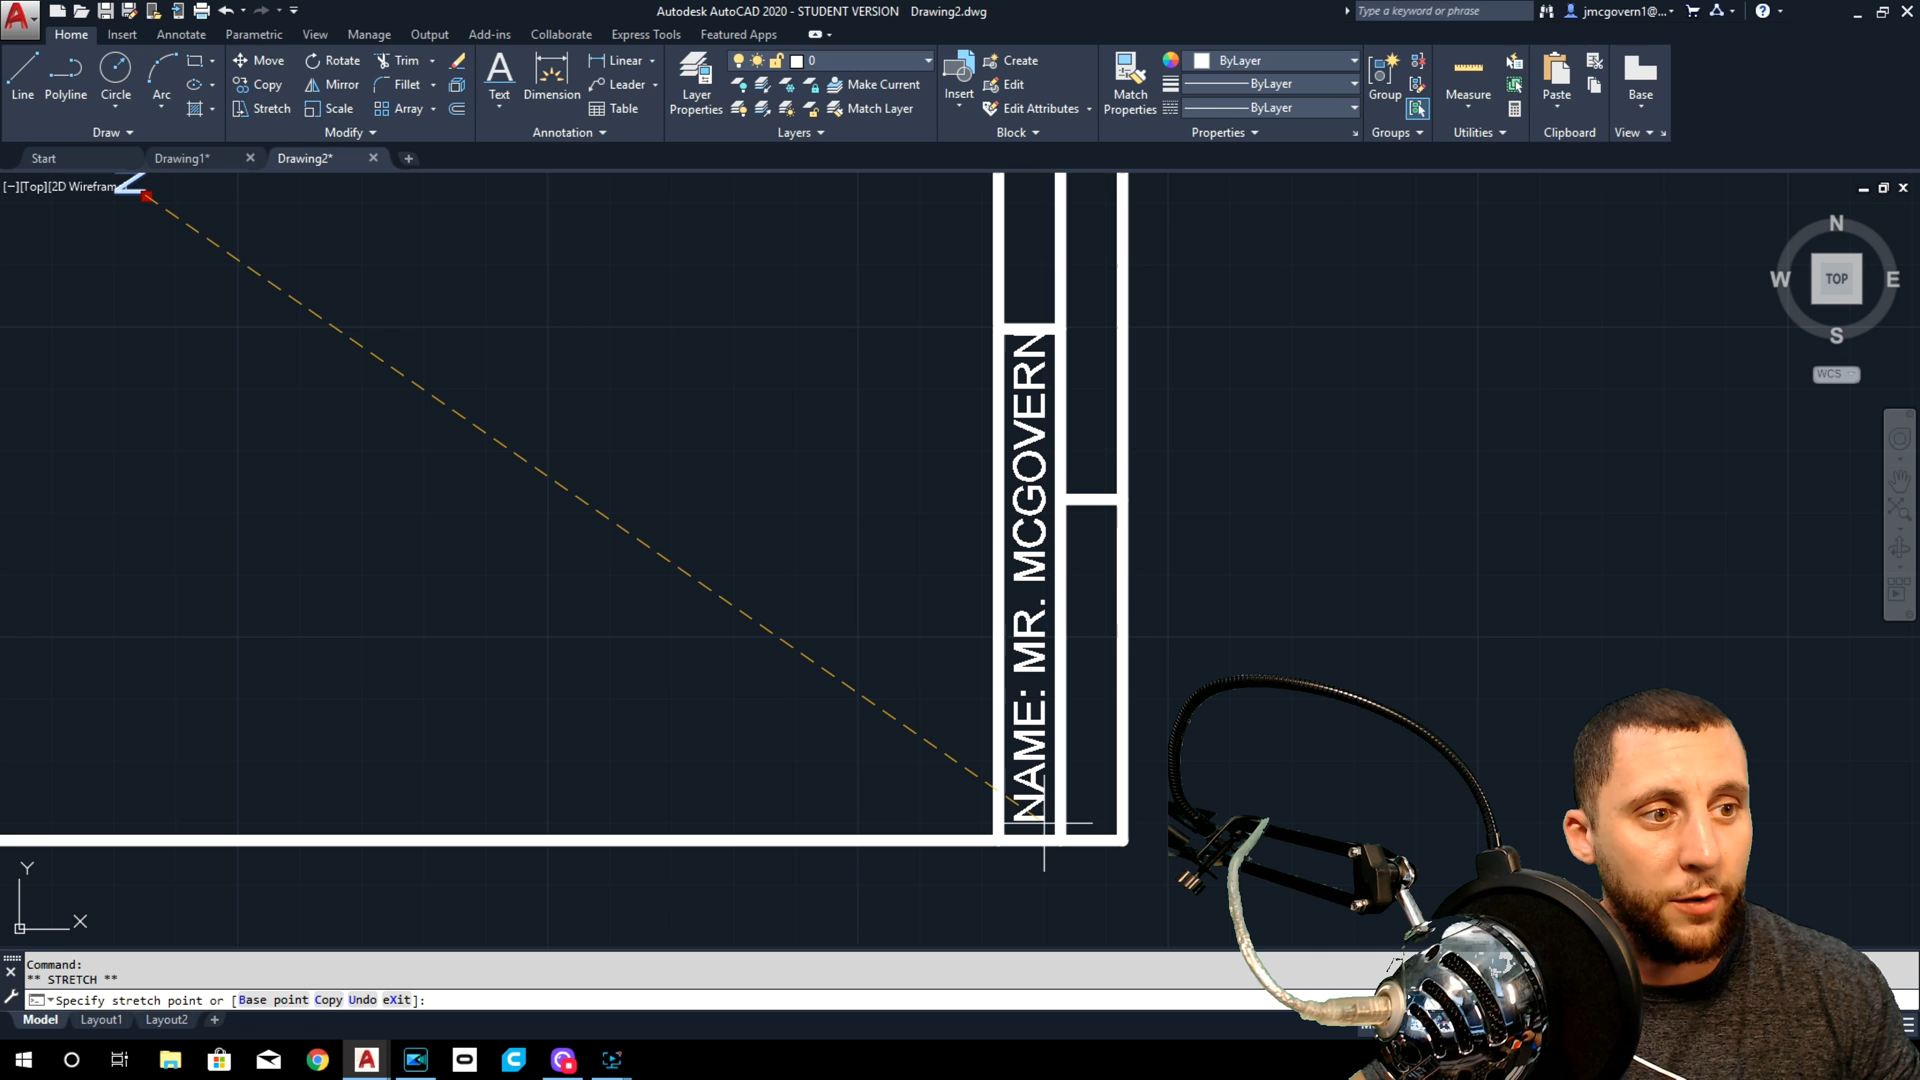 Autodesk AutoCAD 2020 - STUDENT VERSION Drawing2.dwg
Type a keyword or phrase
jmcgovern1@...
Home Insert Annotate Parametric View Manage Output Add-ins Collaborate Express Tools Featured Apps
Line Polyline Circle Arc
Draw
Move Rotate Trim
Copy Mirror Fillet
Stretch Scale Array
Modify
Text Dimension
Linear
Leader
Table
Annotation
Layer Properties
0
Make Current
Match Layer
Layers
Insert
Create
Edit
Edit Attributes
Block
Match Properties
ByLayer
ByLayer
ByLayer
Properties
Group
Groups
Measure
Utilities
Paste
Clipboard
Base
View
Start Drawing1* Drawing2*
[−][Top][2D Wirefram
N
W TOP E
S
WCS
NAME: MR. MCGOVERN
Y
X
Command:
** STRETCH **
Specify stretch point or [Base point Copy Undo eXit]:
Model Layout1 Layout2